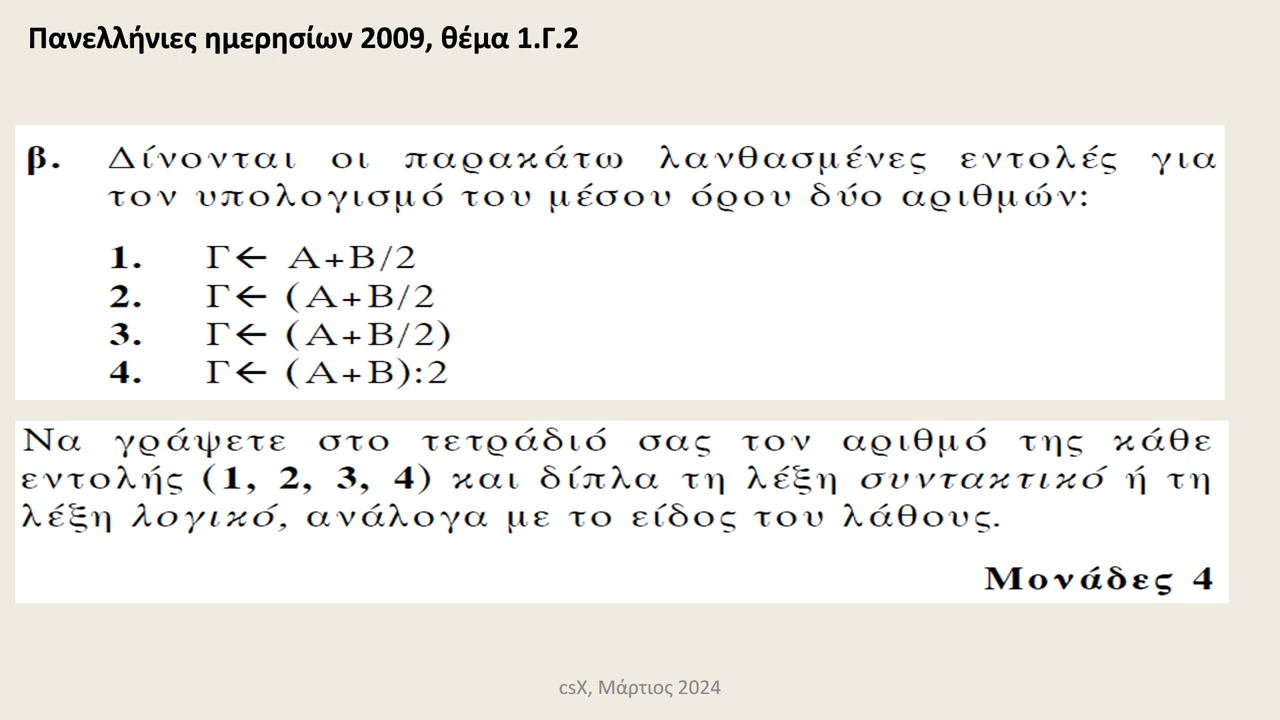 Πανελλήνιες ημερησίων 2009, θέμα 1.Γ.2
β. Δίνονται οι παρακάτω λανθασμένες εντολές για
τον υπολογισμό του μέσου όρου δύο αριθμών:
1. Γ← Α+Β/2
2. Γ← (Α+Β/2
3. Γ← (Α+Β/2)
4. Γ← (Α+Β):2
Να γράψετε στο τετράδιό σας τον αριθμό της κάθε
εντολής (1, 2, 3, 4) και δίπλα τη λέξη συντακτικό ή τη
λέξη λογικό, ανάλογα με το είδος του λάθους.
Μονάδες 4
csX, Μάρτιος 2024